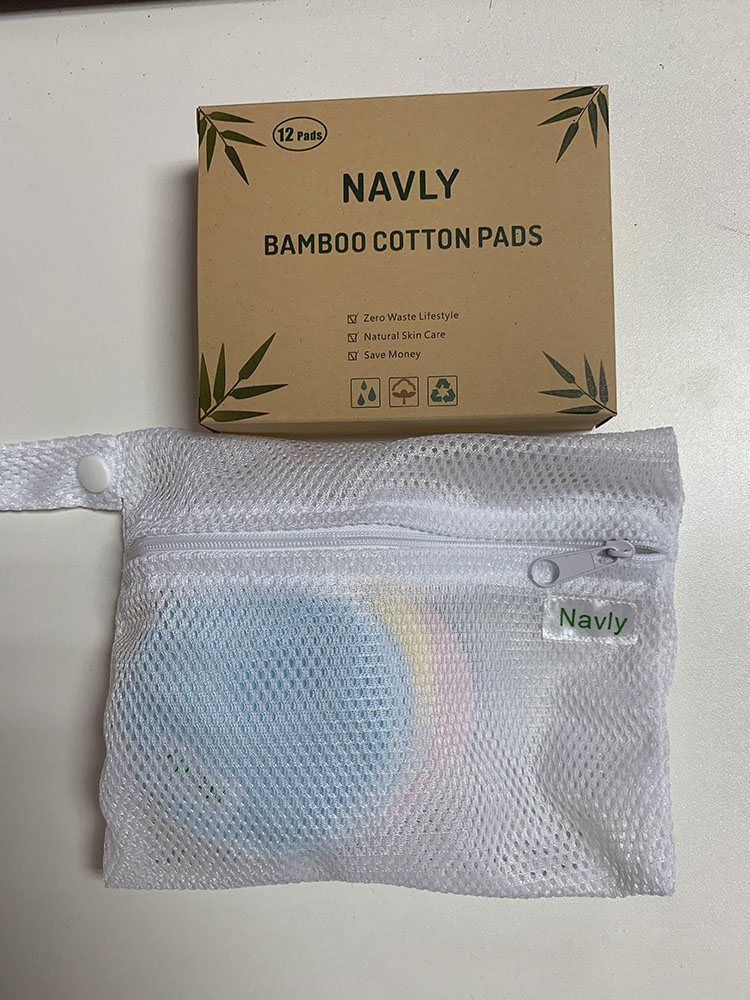 12 Pads
NAVLY
BAMBOO COTTON PADS
Zero Waste Lifestyle
Natural Skin Care
Save Money
Navly